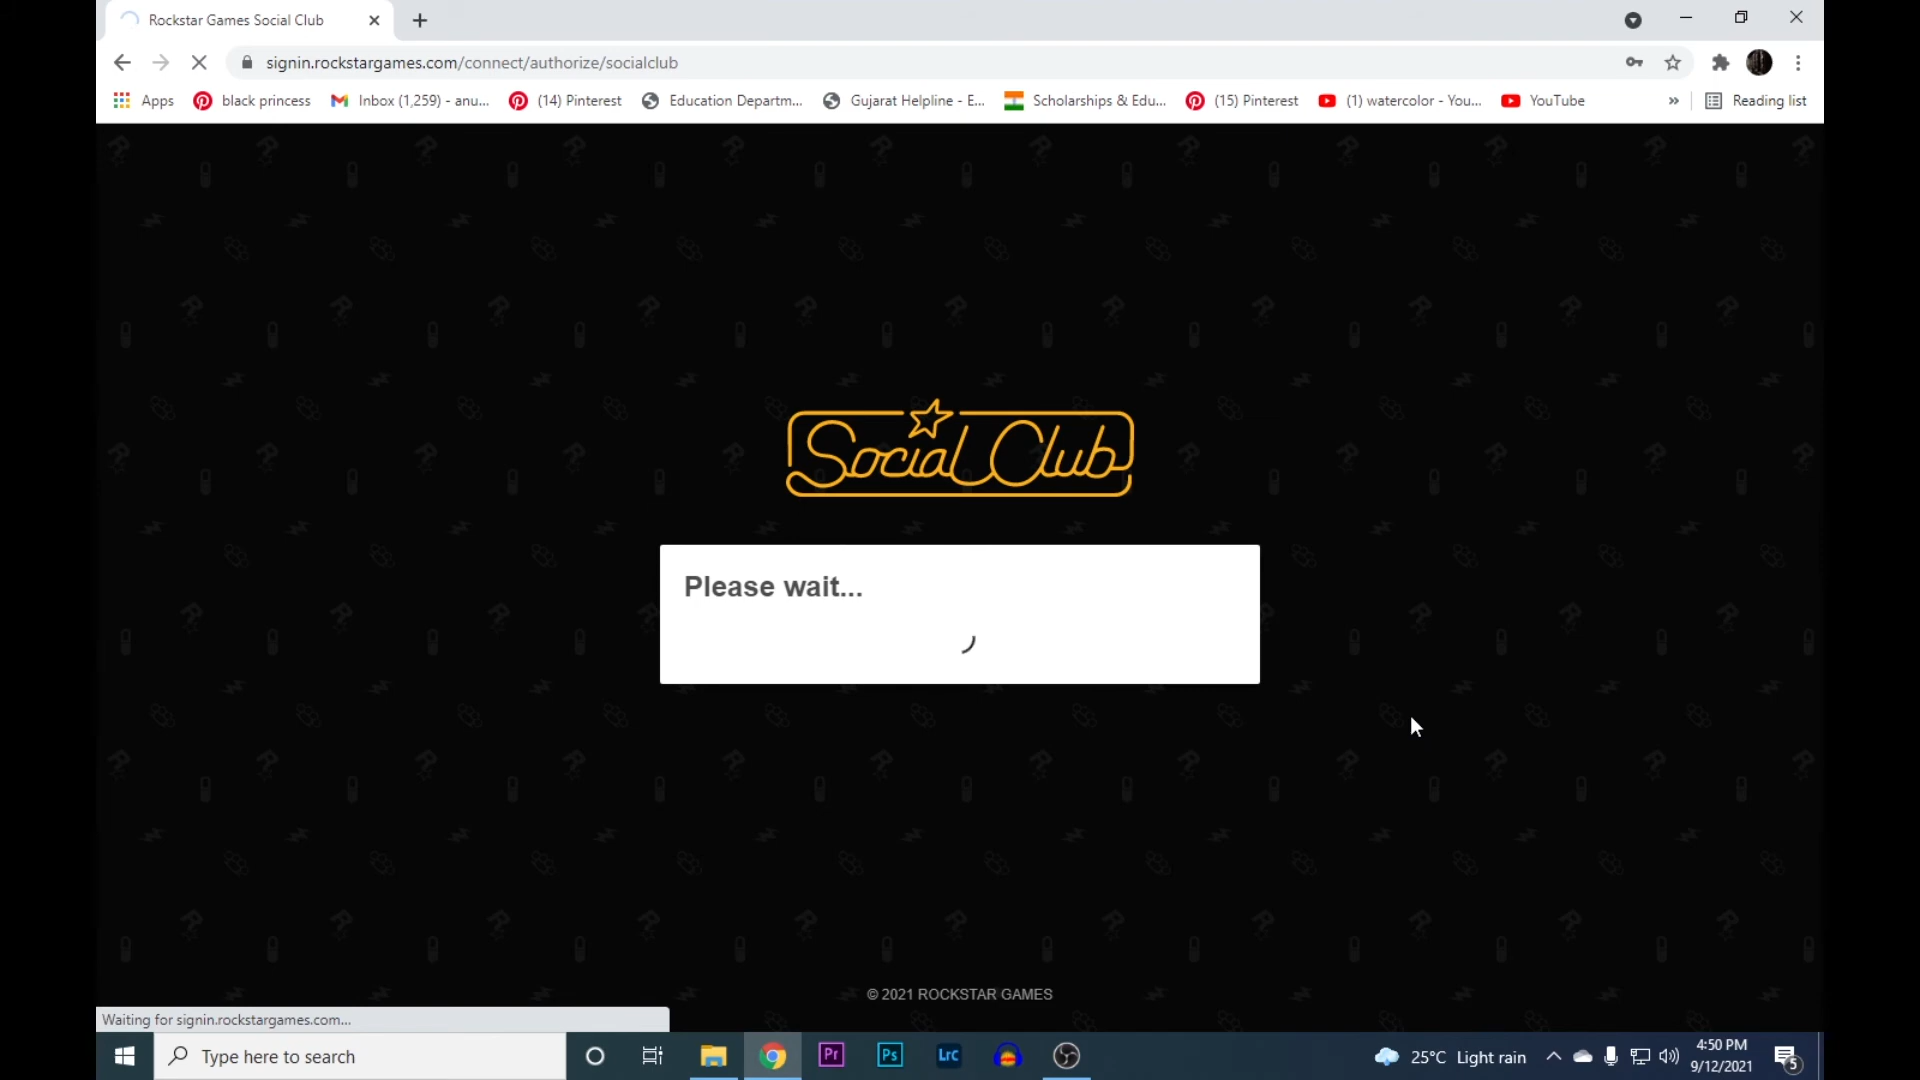 Rockstar Games Social Club
signin.rockstargames.com/connect/authorize/socialclub
Apps
black princess
Inbox (1,259) - anu...
(14) Pinterest
Education Departm...
Gujarat Helpline - E...
Scholarships & Edu...
(15) Pinterest
(1) watercolor - You...
YouTube
»
Reading list
Social Club
Please wait...
© 2021 ROCKSTAR GAMES
Waiting for signin.rockstargames.com...
Type here to search
Pr
Ps
Lrc
25°C Light rain
4:50 PM
9/12/2021
5